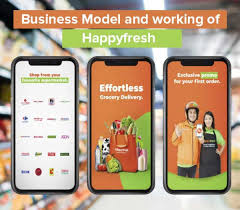 Business Model and working of
Happyfresh
Shop from your
favorite supermarket
Effortless
Grocery Delivery.
Exclusive promo
for your first order.